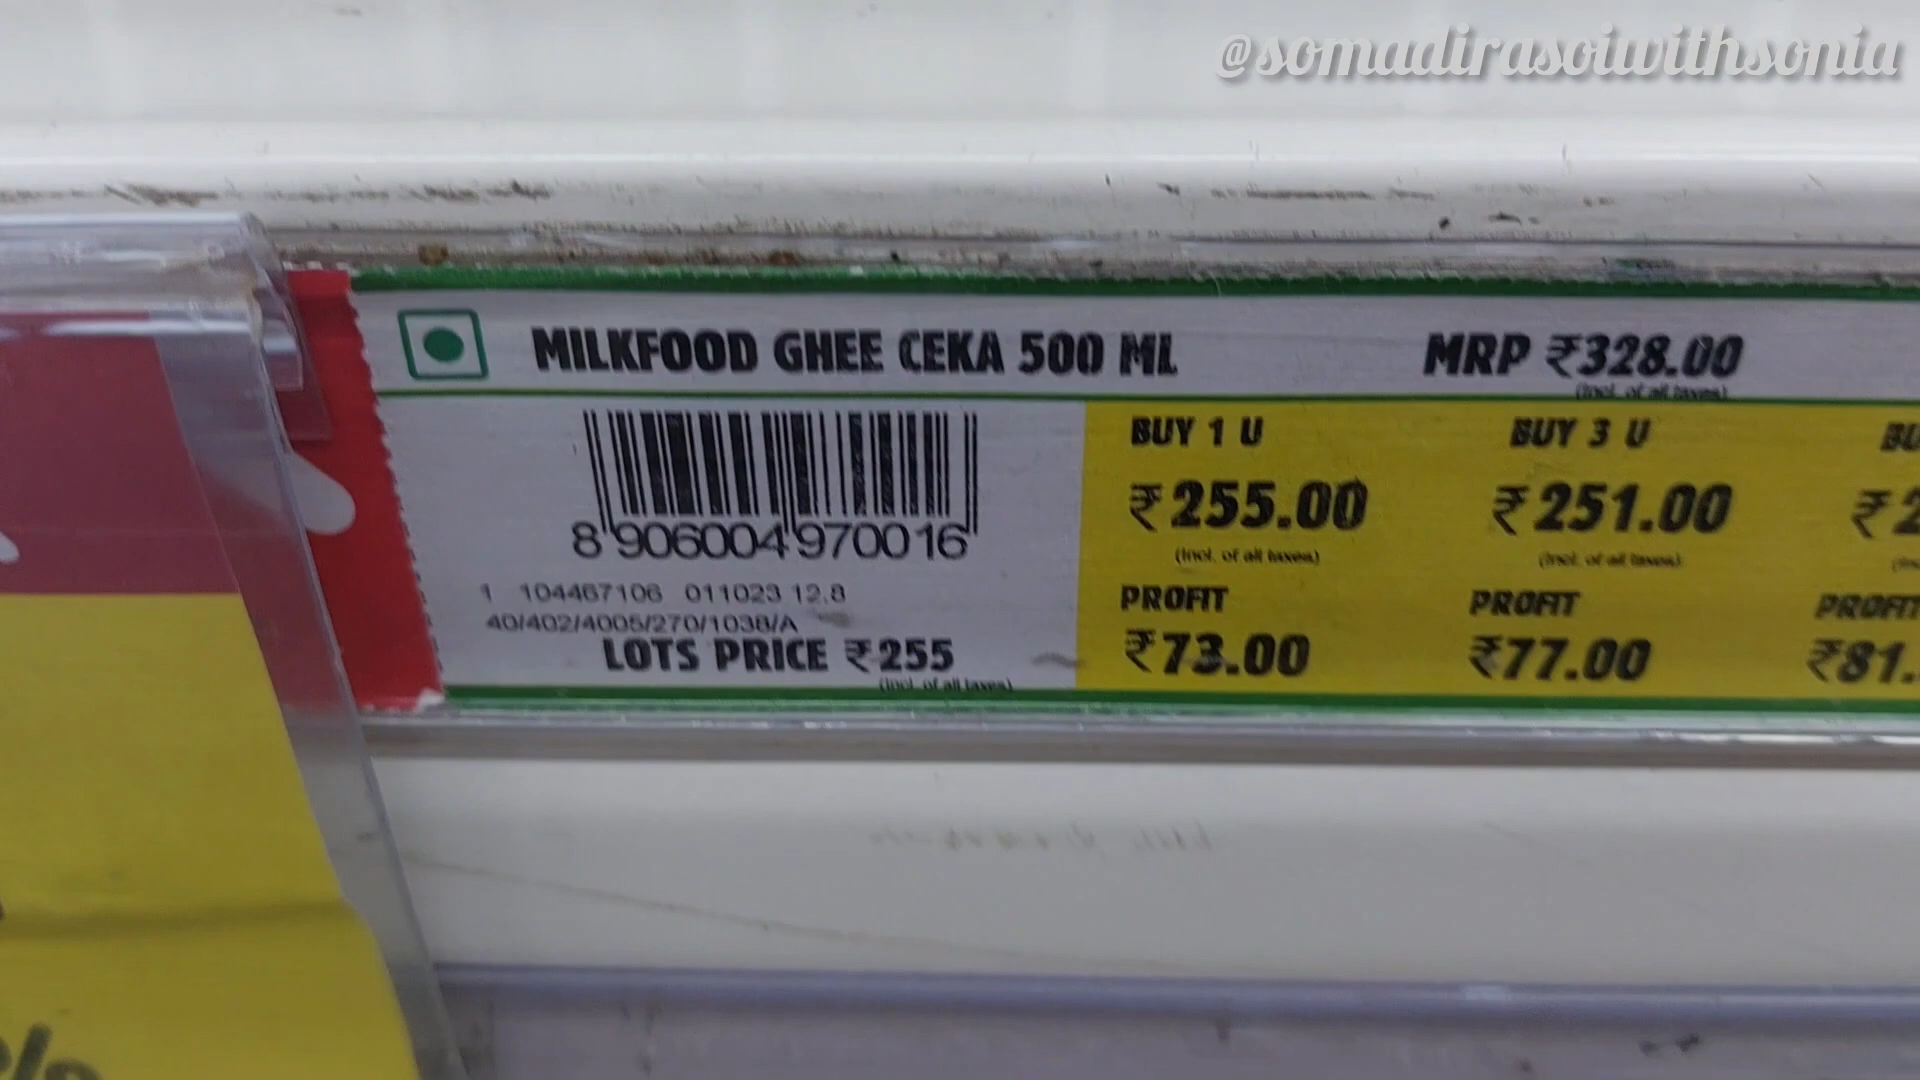 @somadirasoiwithsonia
MILKFOOD GHEE CEKA 500 ML
MRP ₹328.00
(Incl. of all taxes)
8 906004 970016
1 104467106 011023 12.8
40/402/4005/270/1038/A
LOTS PRICE ₹255
(Incl. of all taxes)
BUY 1 U
₹255.00
(Incl. of all taxes)
PROFIT
₹73.00
BUY 3 U
₹251.00
(Incl. of all taxes)
PROFIT
₹77.00
PROFIT
₹81.